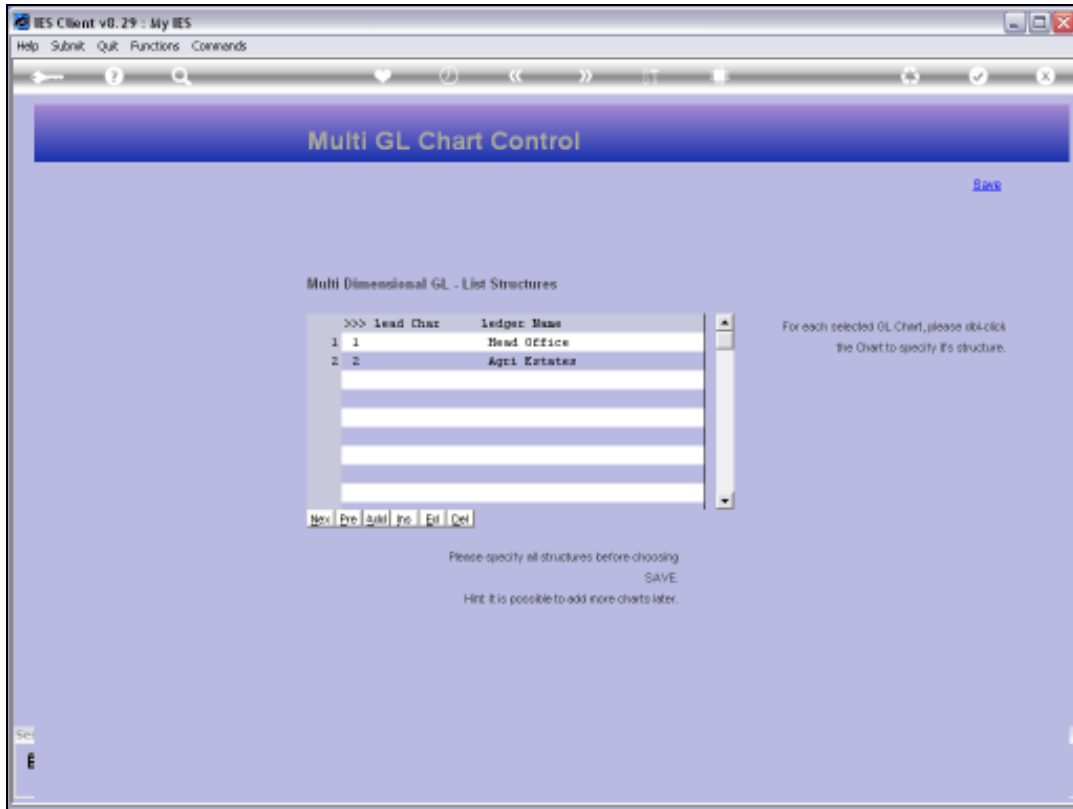 IES Client v8.29 : My IES
Help Submit Quit Functions Commands
Multi GL Chart Control
Save
Multi Dimensional GL - List Structures
>>> Lead Char Ledger Name
1 1 Head Office
2 2 Agri Estates
For each selected GL Chart, please dbl-click
the Chart to specify it's structure.
Nex Pre Add Ins Ed Del
Please specify all structures before choosing
SAVE.
Hint: It is possible to add more charts later.
Ser